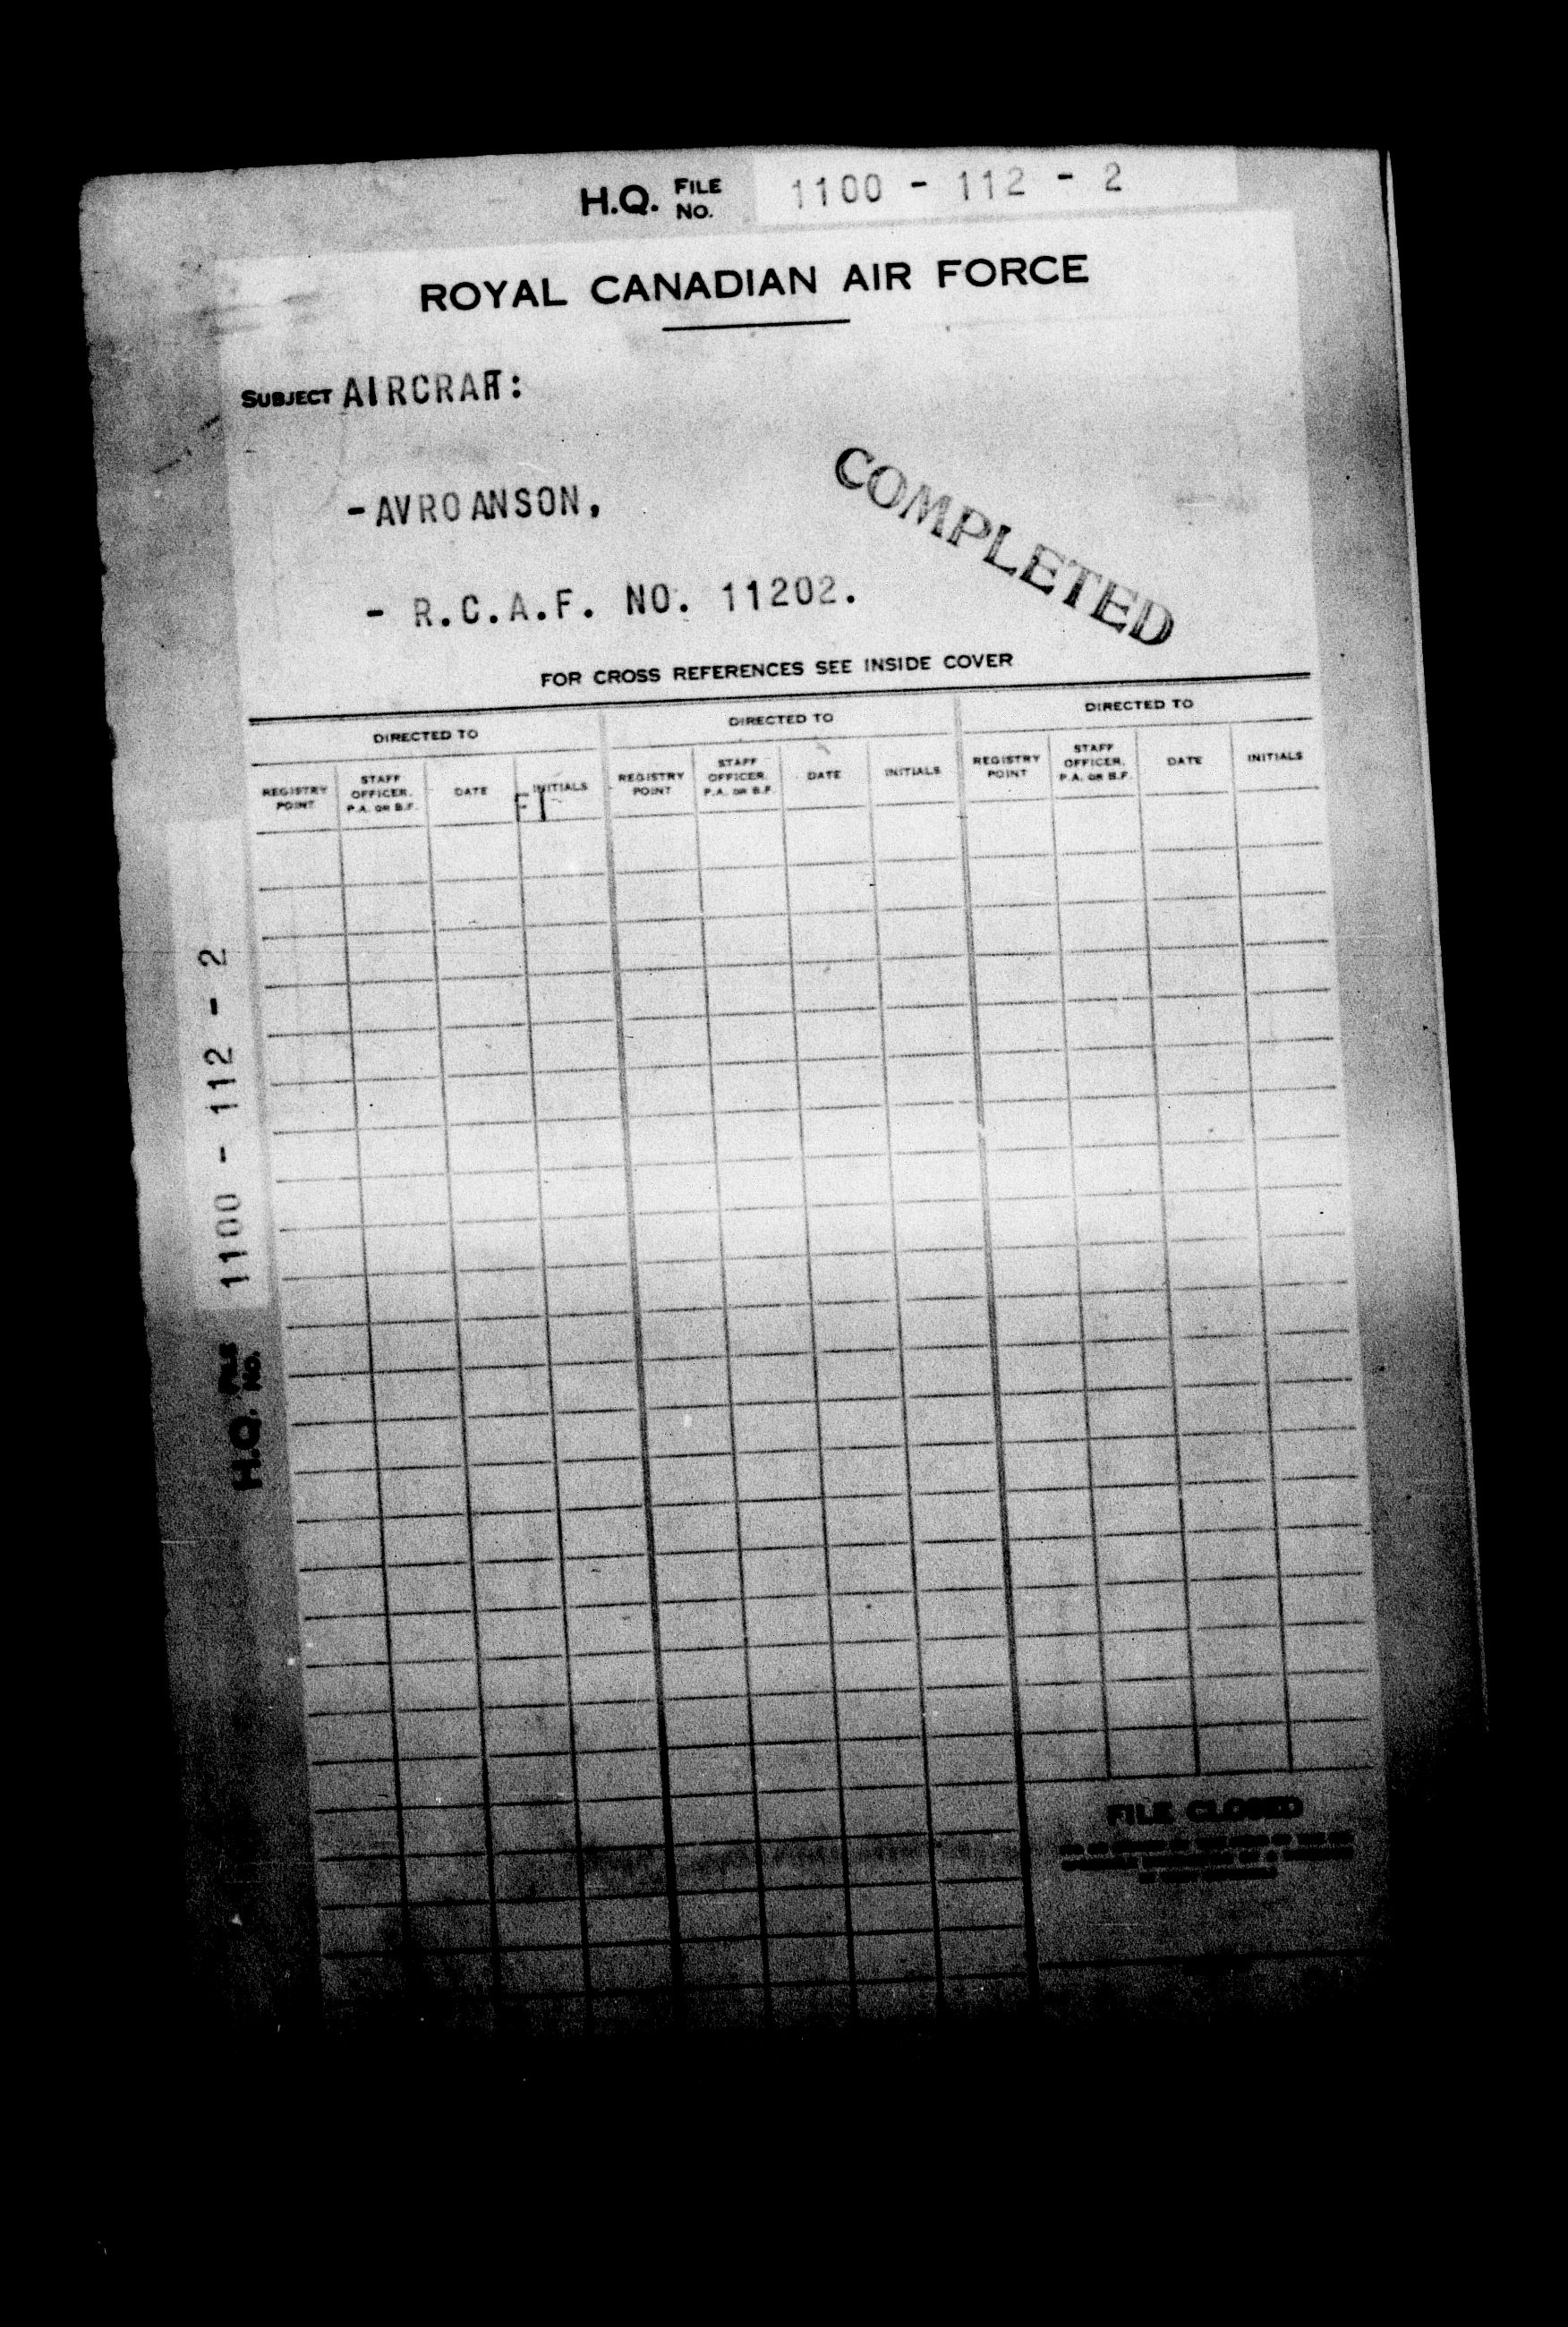 H.Q. FILE NO. 1100 - 112 - 2
ROYAL CANADIAN AIR FORCE
SUBJECT AIRCRAFT:
- AVRO ANSON.
- R.C.A.F. NO. 11202.
COMPLETED
FOR CROSS REFERENCES SEE INSIDE COVER
DIRECTED TO DIRECTED TO DIRECTED TO
REGISTRY POINT STAFF OFFICER. P.A. OR B.F. DATE INITIALS REGISTRY POINT STAFF OFFICER. P.A. OR B.F. DATE INITIALS REGISTRY POINT STAFF OFFICER. P.A. OR B.F. DATE INITIALS
H.Q. FILE NO. 1100 - 112 - 2
FILE CLOSED